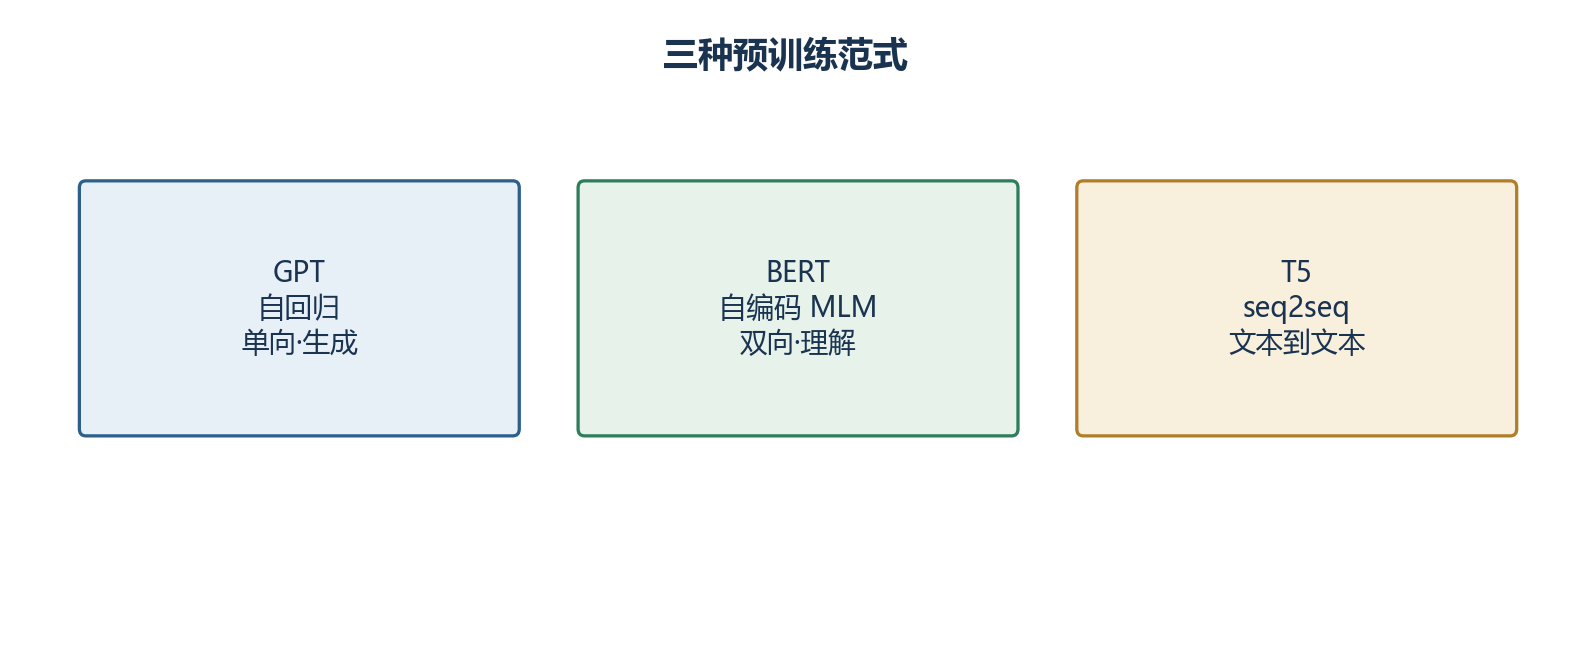 三种预训练范式
GPT
自回归
单向·生成
BERT
自编码 MLM
双向·理解
T5
seq2seq
文本到文本